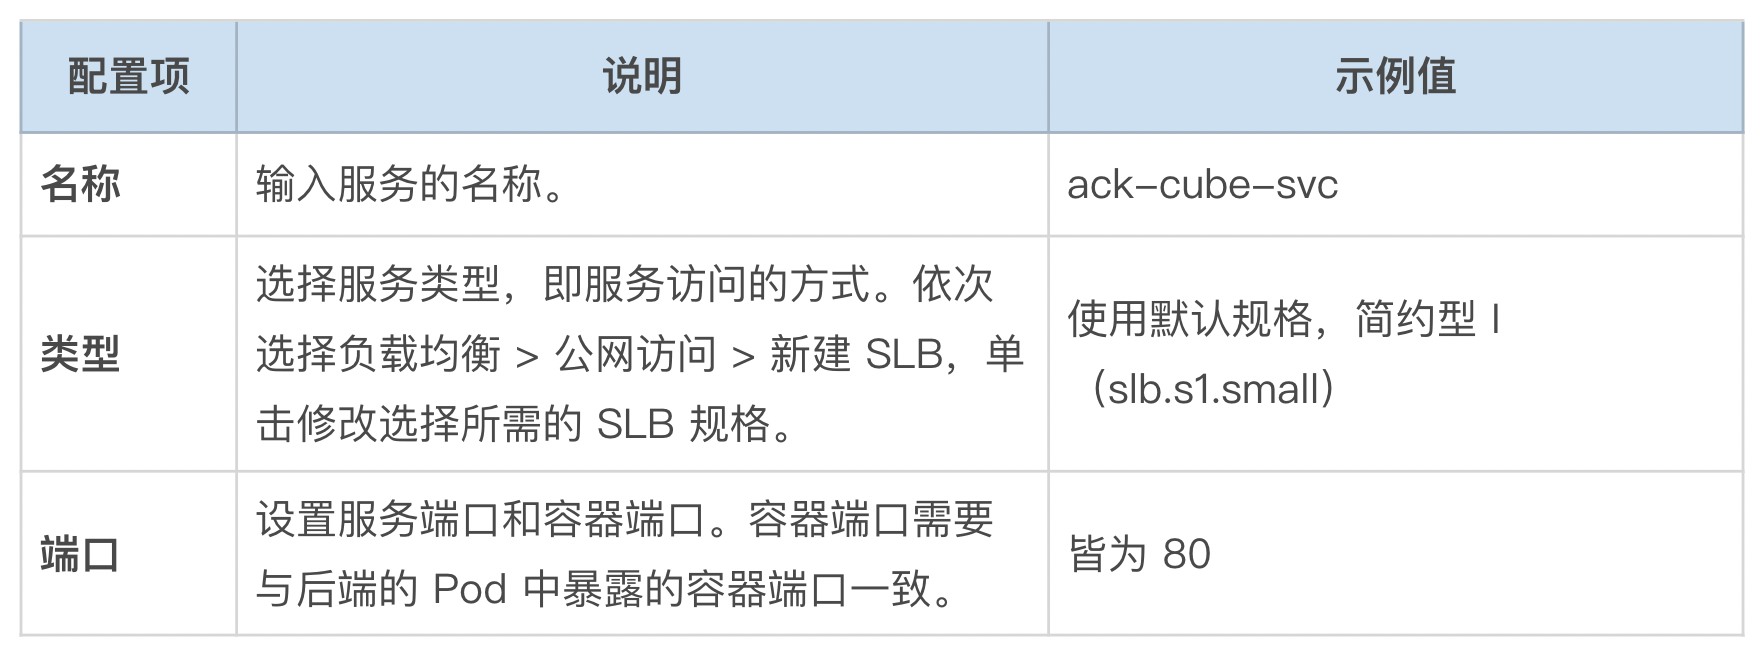 配置项
说明
示例值
名称
输入服务的名称。
ack-cube-svc
类型
选择服务类型，即服务访问的方式。依次
选择负载均衡 > 公网访问 > 新建 SLB，单
击修改选择所需的 SLB 规格。
使用默认规格，简约型 I
（slb.s1.small）
端口
设置服务端口和容器端口。容器端口需要
与后端的 Pod 中暴露的容器端口一致。
皆为 80